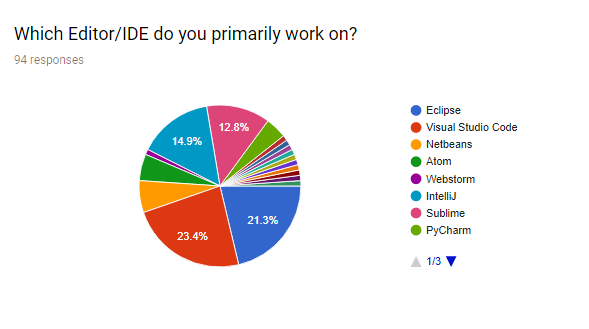 Which Editor/IDE do you primarily work on?
94 responses
12.8%
14.9%
21.3%
23.4%
Eclipse
Visual Studio Code
Netbeans
Atom
Webstorm
IntelliJ
Sublime
PyCharm
1/3